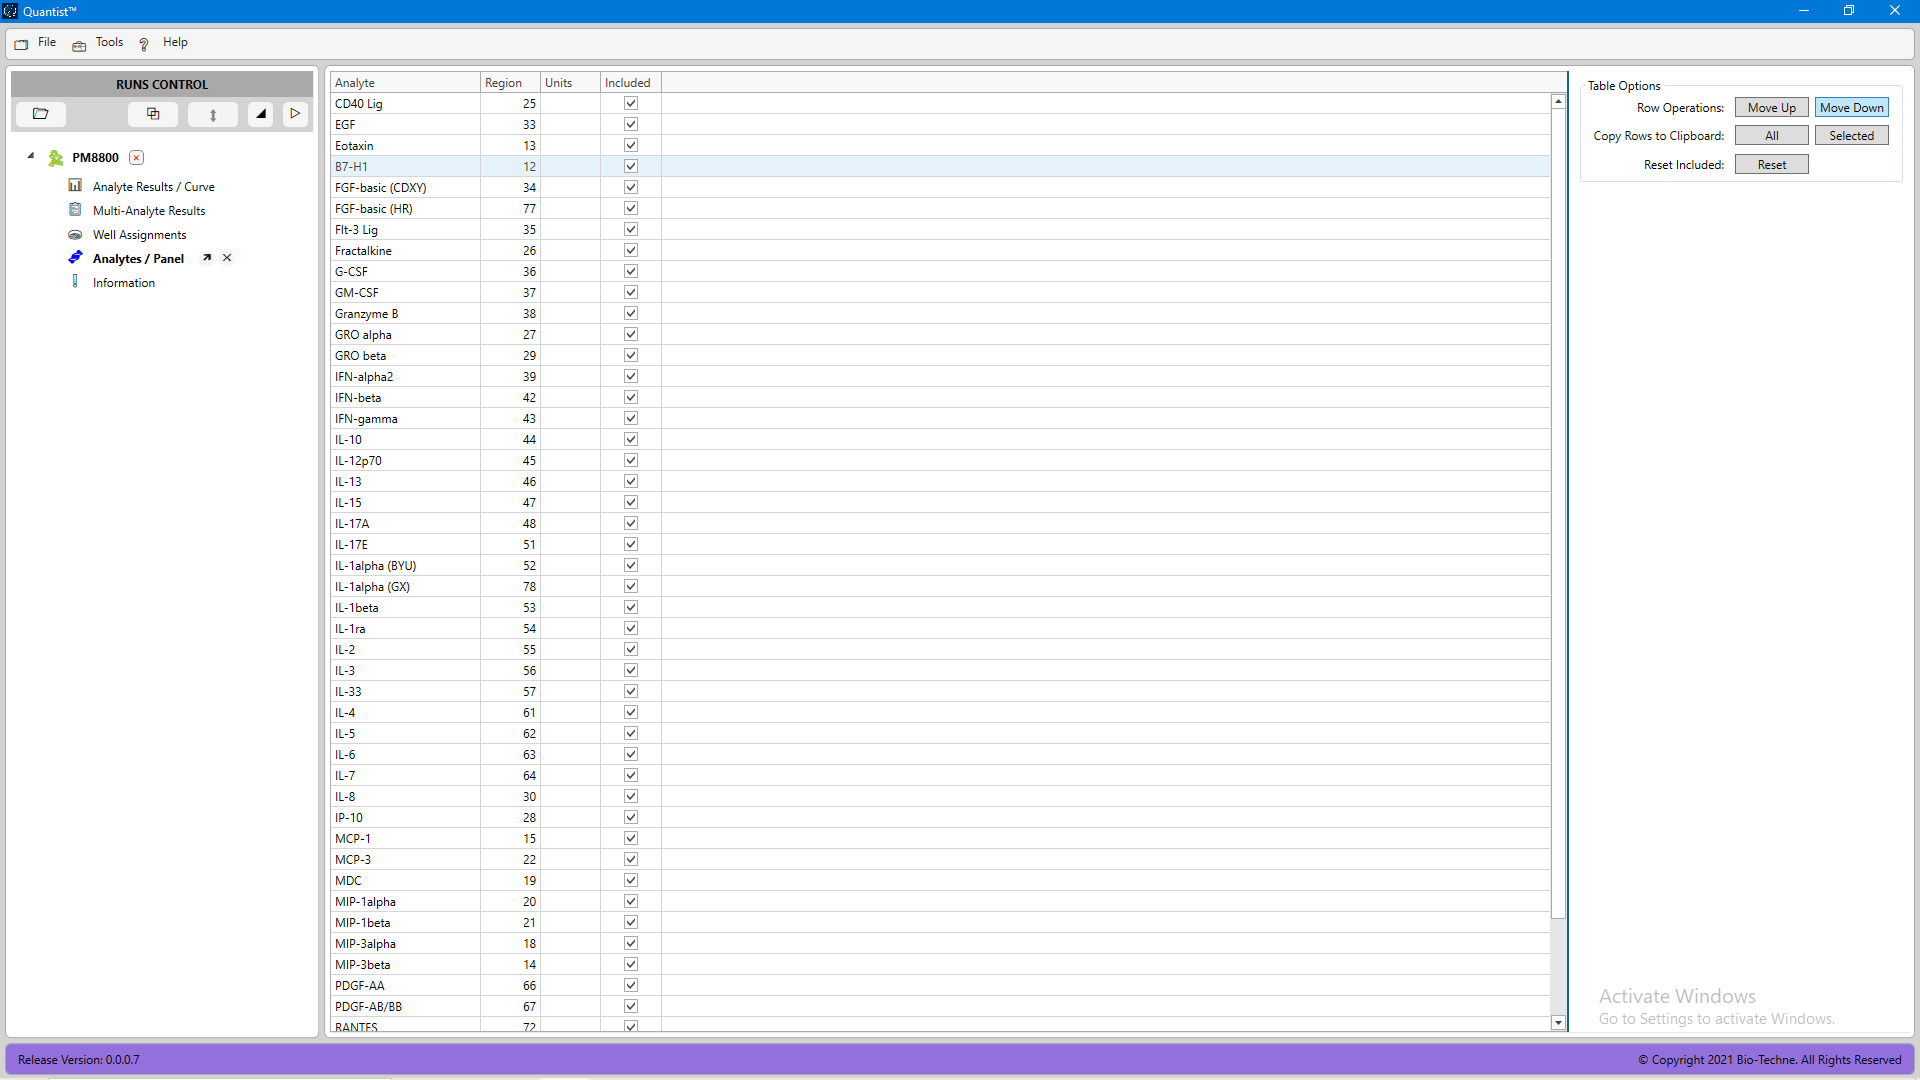 Quantist™
File Tools ? Help
RUNS CONTROL
PM8800
Analyte Results / Curve
Multi-Analyte Results
Well Assignments
Analytes / Panel
Information
Analyte Region Units Included
CD40 Lig 25
EGF 33
Eotaxin 13
B7-H1 12
FGF-basic (CDXY) 34
FGF-basic (HR) 77
Flt-3 Lig 35
Fractalkine 26
G-CSF 36
GM-CSF 37
Granzyme B 38
GRO alpha 27
GRO beta 29
IFN-alpha2 39
IFN-beta 42
IFN-gamma 43
IL-10 44
IL-12p70 45
IL-13 46
IL-15 47
IL-17A 48
IL-17E 51
IL-1alpha (BYU) 52
IL-1alpha (GX) 78
IL-1beta 53
IL-1ra 54
IL-2 55
IL-3 56
IL-33 57
IL-4 61
IL-5 62
IL-6 63
IL-7 64
IL-8 30
IP-10 28
MCP-1 15
MCP-3 22
MDC 19
MIP-1alpha 20
MIP-1beta 21
MIP-3alpha 18
MIP-3beta 14
PDGF-AA 66
PDGF-AB/BB 67
RANTES 72
Table Options
Row Operations: Move Up Move Down
Copy Rows to Clipboard: All Selected
Reset Included: Reset
Activate Windows
Go to Settings to activate Windows.
Release Version: 0.0.0.7
© Copyright 2021 Bio-Techne. All Rights Reserved